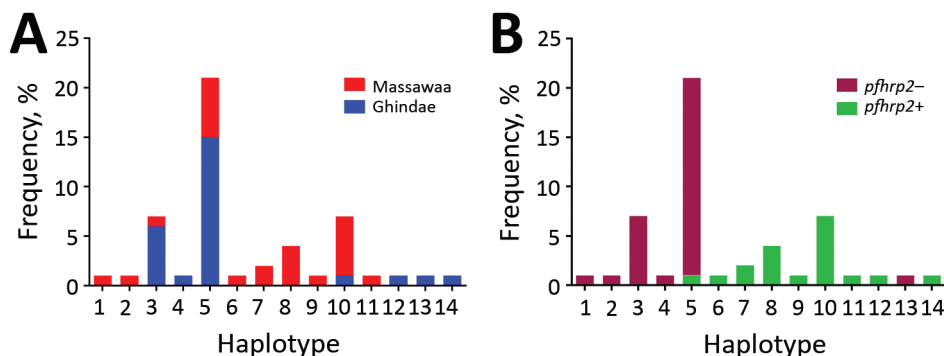 A
Frequency, %
25
20
15
10
5
0
Massawaa
Ghindae
1 2 3 4 5 6 7 8 9 10 11 12 13 14
Haplotype
B
Frequency, %
25
20
15
10
5
0
pfhrp2–
pfhrp2+
1 2 3 4 5 6 7 8 9 10 11 12 13 14
Haplotype